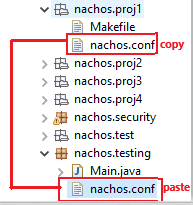 nachos.proj1
Makefile
nachos.conf copy
nachos.proj2
nachos.proj3
nachos.proj4
nachos.security
nachos.test
nachos.testing
Main.java
nachos.conf paste